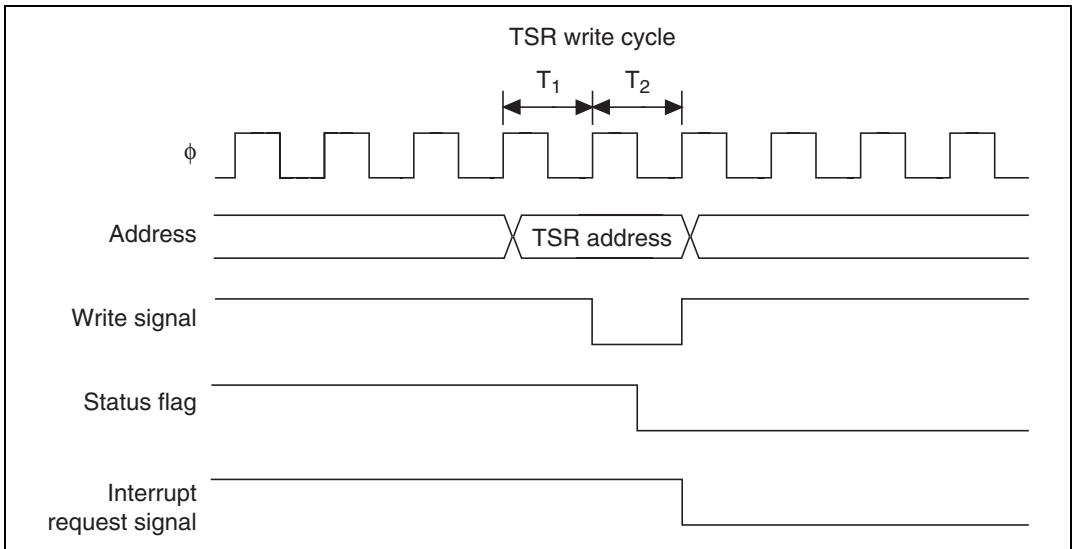 TSR write cycle
T₁ T₂
ϕ
Address
TSR address
Write signal
Status flag
Interrupt
request signal